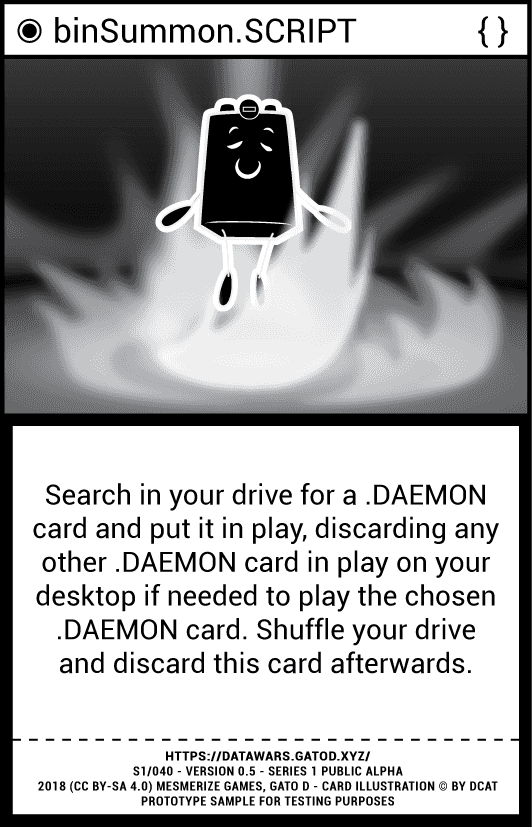 binSummon.SCRIPT { }
Search in your drive for a .DAEMON
card and put it in play, discarding any
other .DAEMON card in play on your
desktop if needed to play the chosen
.DAEMON card. Shuffle your drive
and discard this card afterwards.
HTTPS://DATAWARS.GATOD.XYZ/
S1/040 - VERSION 0.5 - SERIES 1 PUBLIC ALPHA
2018 (CC BY-SA 4.0) MESMERIZE GAMES, GATO D - CARD ILLUSTRATION © BY DCAT
PROTOTYPE SAMPLE FOR TESTING PURPOSES